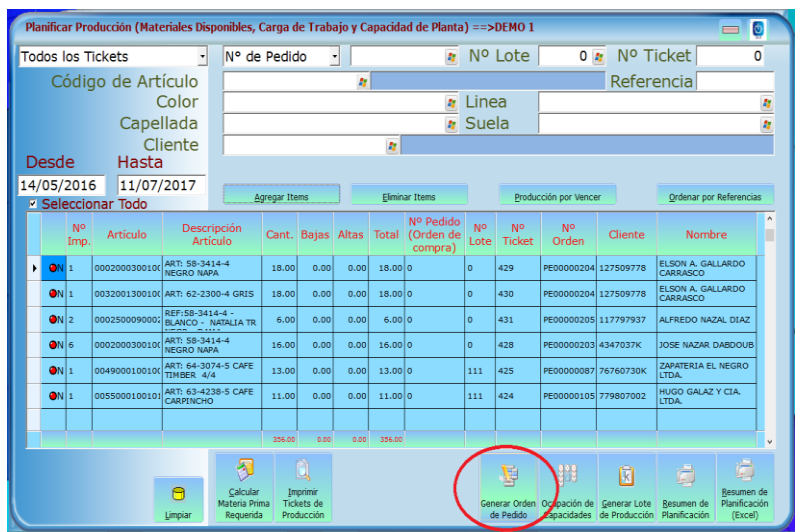 Planificar Producción (Materiales Disponibles, Carga de Trabajo y Capacidad de Planta) ==>DEMO 1
Todos los Tickets Nº de Pedido Nº Lote 0 Nº Ticket 0
Código de Artículo Referencia
Color Linea
Capellada Suela
Cliente
Desde Hasta
14/05/2016 11/07/2017
Agregar Items Eliminar Items Producción por Vencer Ordenar por Referencias
Seleccionar Todo
Nº Imp. Artículo Descripción Artículo Cant. Bajas Altas Total Nº Pedido (Orden de compra) Nº Lote Nº Ticket Nº Orden Cliente Nombre
N 1 000200030010( ART: 58-3414-4 NEGRO NAPA 18.00 0.00 0.00 18.00 0 0 429 PE00000204 127509778 ELSON A. GALLARDO CARRASCO
N 1 003200130010( ART: 62-2300-4 GRIS 18.00 0.00 0.00 18.00 0 0 430 PE00000204 127509778 ELSON A. GALLARDO CARRASCO
N 2 000250009000: REF:58-3414-4 - BLANCO - NATALIA TR 6.00 0.00 0.00 6.00 0 0 431 PE00000205 117797937 ALFREDO NAZAL DIAZ
N 6 000200030010( ART: 58-3414-4 NEGRO NAPA 16.00 0.00 0.00 16.00 0 0 428 PE00000203 4347037K JOSE NAZAR DABDOUB
N 1 004900010010( ART: 64-3074-5 CAFE TIMBER 4/4 13.00 0.00 0.00 13.00 0 111 425 PE00000087 76760730K ZAPATERIA EL NEGRO LTDA.
N 1 005500010010: ART: 63-4238-5 CAFE CARPINCHO 11.00 0.00 0.00 11.00 0 111 424 PE00000105 779807002 HUGO GALAZ Y CIA. LTDA.
356.00 0.00 0.00 356.00
Limpiar
Calcular Materia Prima Requerida
Imprimir Tickets de Producción
Generar Orden de Pedido
Ocupación de Capacidades
Generar Lote de Producción
Resumen de Planificación
Resumen de Planificación (Excel)